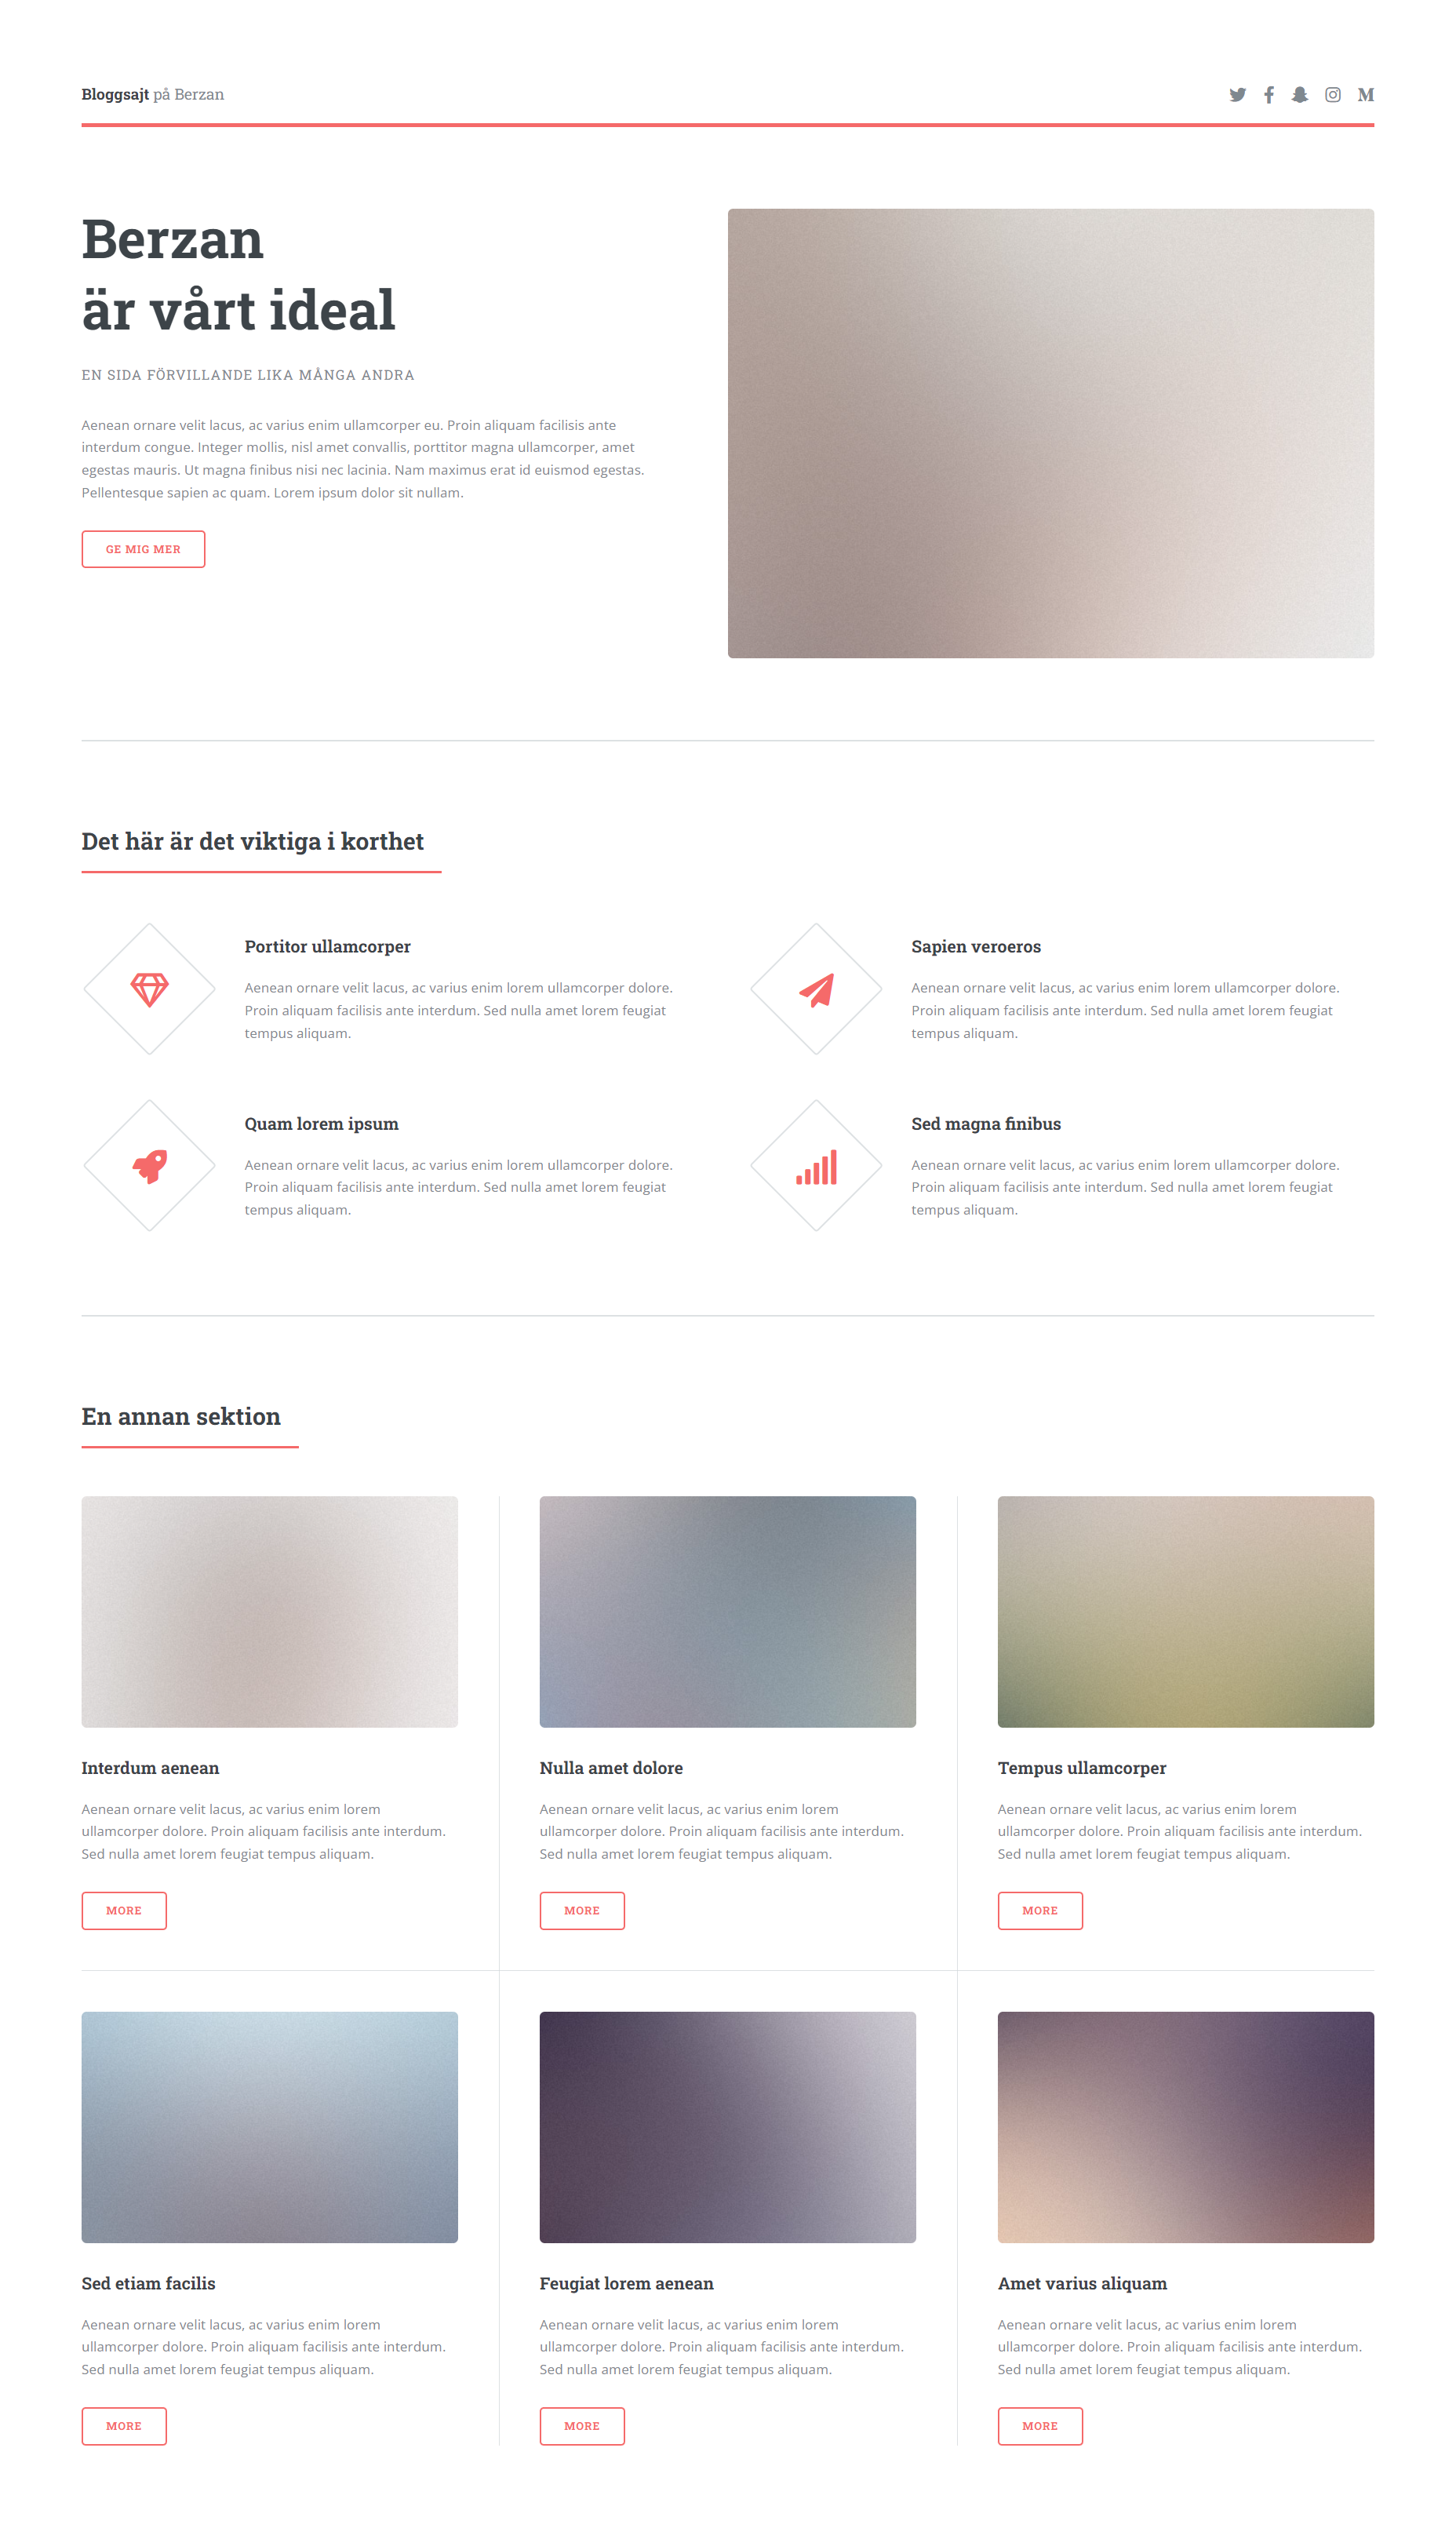 Bloggsajt på Berzan
Berzan
är vårt ideal
EN SIDA FÖRVILLANDE LIKA MÅNGA ANDRA
Aenean ornare velit lacus, ac varius enim ullamcorper eu. Proin aliquam facilisis ante
interdum congue. Integer mollis, nisl amet convallis, porttitor magna ullamcorper, amet
egestas mauris. Ut magna finibus nisi nec lacinia. Nam maximus erat id euismod egestas.
Pellentesque sapien ac quam. Lorem ipsum dolor sit nullam.
GE MIG MER
Det här är det viktiga i korthet
Portitor ullamcorper
Aenean ornare velit lacus, ac varius enim lorem ullamcorper dolore.
Proin aliquam facilisis ante interdum. Sed nulla amet lorem feugiat
tempus aliquam.
Sapien veroeros
Aenean ornare velit lacus, ac varius enim lorem ullamcorper dolore.
Proin aliquam facilisis ante interdum. Sed nulla amet lorem feugiat
tempus aliquam.
Quam lorem ipsum
Aenean ornare velit lacus, ac varius enim lorem ullamcorper dolore.
Proin aliquam facilisis ante interdum. Sed nulla amet lorem feugiat
tempus aliquam.
Sed magna finibus
Aenean ornare velit lacus, ac varius enim lorem ullamcorper dolore.
Proin aliquam facilisis ante interdum. Sed nulla amet lorem feugiat
tempus aliquam.
En annan sektion
Interdum aenean
Aenean ornare velit lacus, ac varius enim lorem
ullamcorper dolore. Proin aliquam facilisis ante interdum.
Sed nulla amet lorem feugiat tempus aliquam.
MORE
Nulla amet dolore
Aenean ornare velit lacus, ac varius enim lorem
ullamcorper dolore. Proin aliquam facilisis ante interdum.
Sed nulla amet lorem feugiat tempus aliquam.
MORE
Tempus ullamcorper
Aenean ornare velit lacus, ac varius enim lorem
ullamcorper dolore. Proin aliquam facilisis ante interdum.
Sed nulla amet lorem feugiat tempus aliquam.
MORE
Sed etiam facilis
Aenean ornare velit lacus, ac varius enim lorem
ullamcorper dolore. Proin aliquam facilisis ante interdum.
Sed nulla amet lorem feugiat tempus aliquam.
MORE
Feugiat lorem aenean
Aenean ornare velit lacus, ac varius enim lorem
ullamcorper dolore. Proin aliquam facilisis ante interdum.
Sed nulla amet lorem feugiat tempus aliquam.
MORE
Amet varius aliquam
Aenean ornare velit lacus, ac varius enim lorem
ullamcorper dolore. Proin aliquam facilisis ante interdum.
Sed nulla amet lorem feugiat tempus aliquam.
MORE